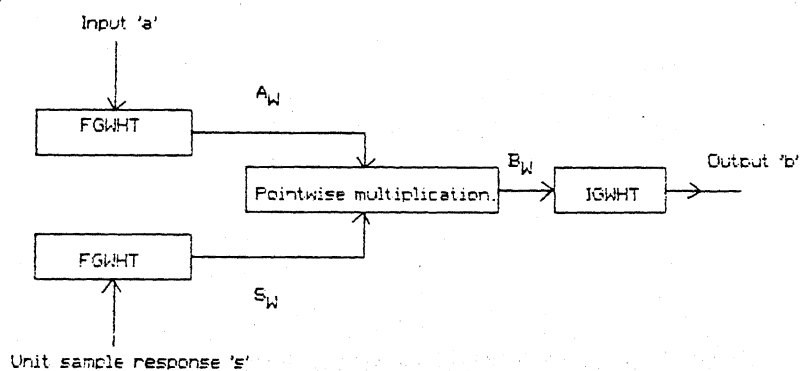 Input 'a'
A_W
FGWHT
B_W
Output 'b'
Pointwise multiplication.
IGWHT
FGWHT
S_W
Unit sample response 's'